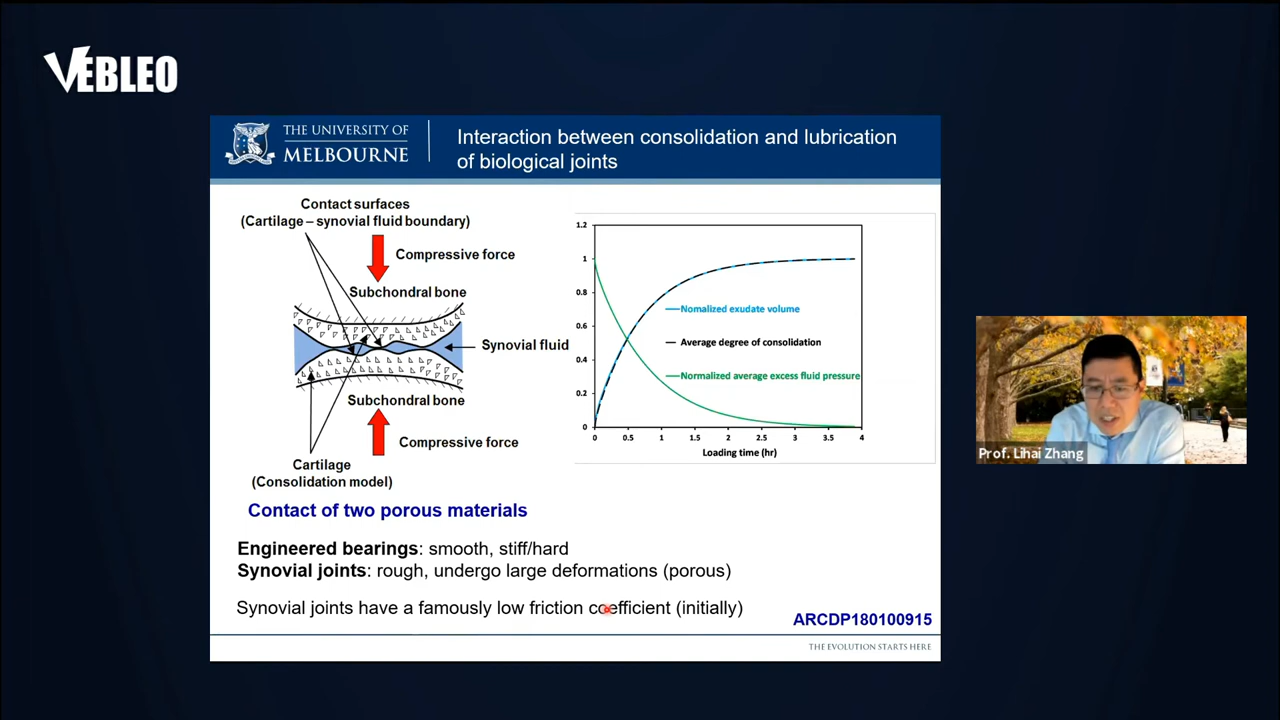 VEBLEO
THE UNIVERSITY OF
MELBOURNE
Interaction between consolidation and lubrication
of biological joints
Contact surfaces
(Cartilage – synovial fluid boundary)
Compressive force
Subchondral bone
Synovial fluid
Subchondral bone
Compressive force
Cartilage
(Consolidation model)
1.2
1
0.8
0.6
0.4
0.2
0
Nomalized exudate volume
Average degree of consolidation
Normalized average excess fluid pressure
0 0.5 1 1.5 2 2.5 3 3.5 4
Loading time (hr)
Contact of two porous materials
Engineered bearings: smooth, stiff/hard
Synovial joints: rough, undergo large deformations (porous)
Synovial joints have a famously low friction coefficient (initially)
ARCDP180100915
THE EVOLUTION STARTS HERE
Prof. Lihai Zhang